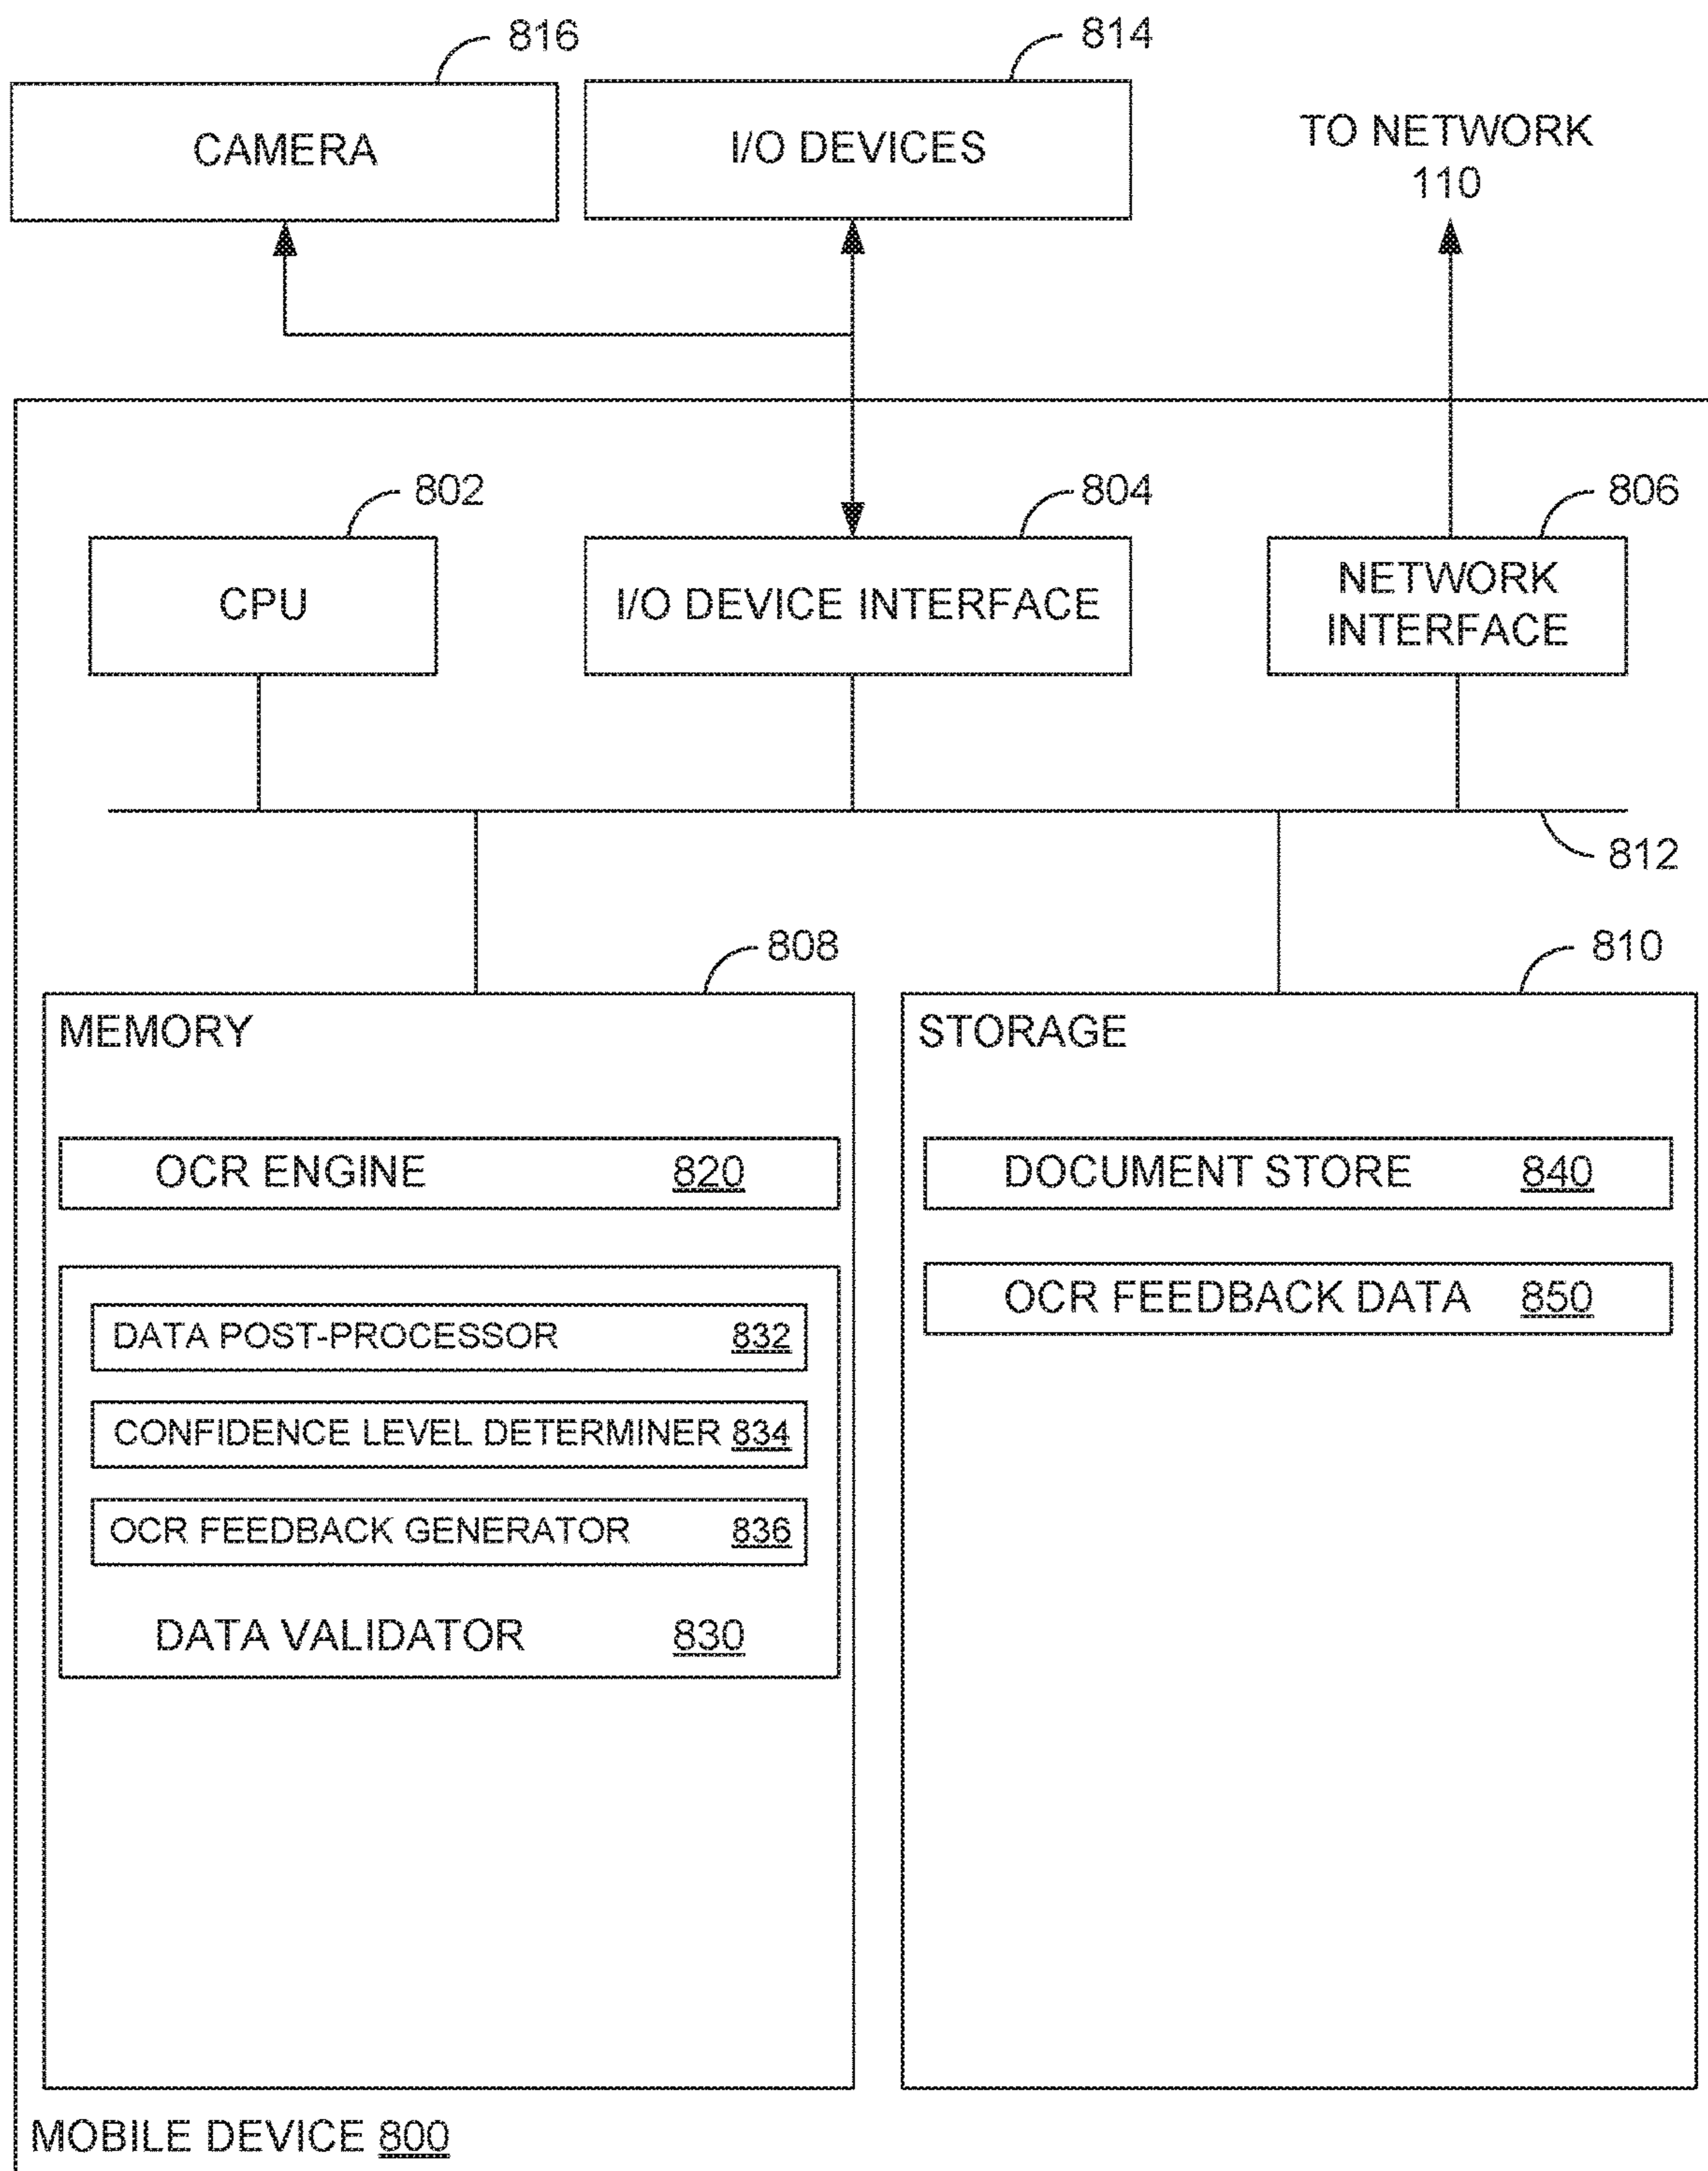 816
814
CAMERA
I/O DEVICES
TO NETWORK
110
802
804
806
CPU
I/O DEVICE INTERFACE
NETWORK
INTERFACE
812
808
810
MEMORY
STORAGE
OCR ENGINE 820
DOCUMENT STORE 840
OCR FEEDBACK DATA 850
DATA POST-PROCESSOR 832
CONFIDENCE LEVEL DETERMINER 834
OCR FEEDBACK GENERATOR 836
DATA VALIDATOR 830
MOBILE DEVICE 800